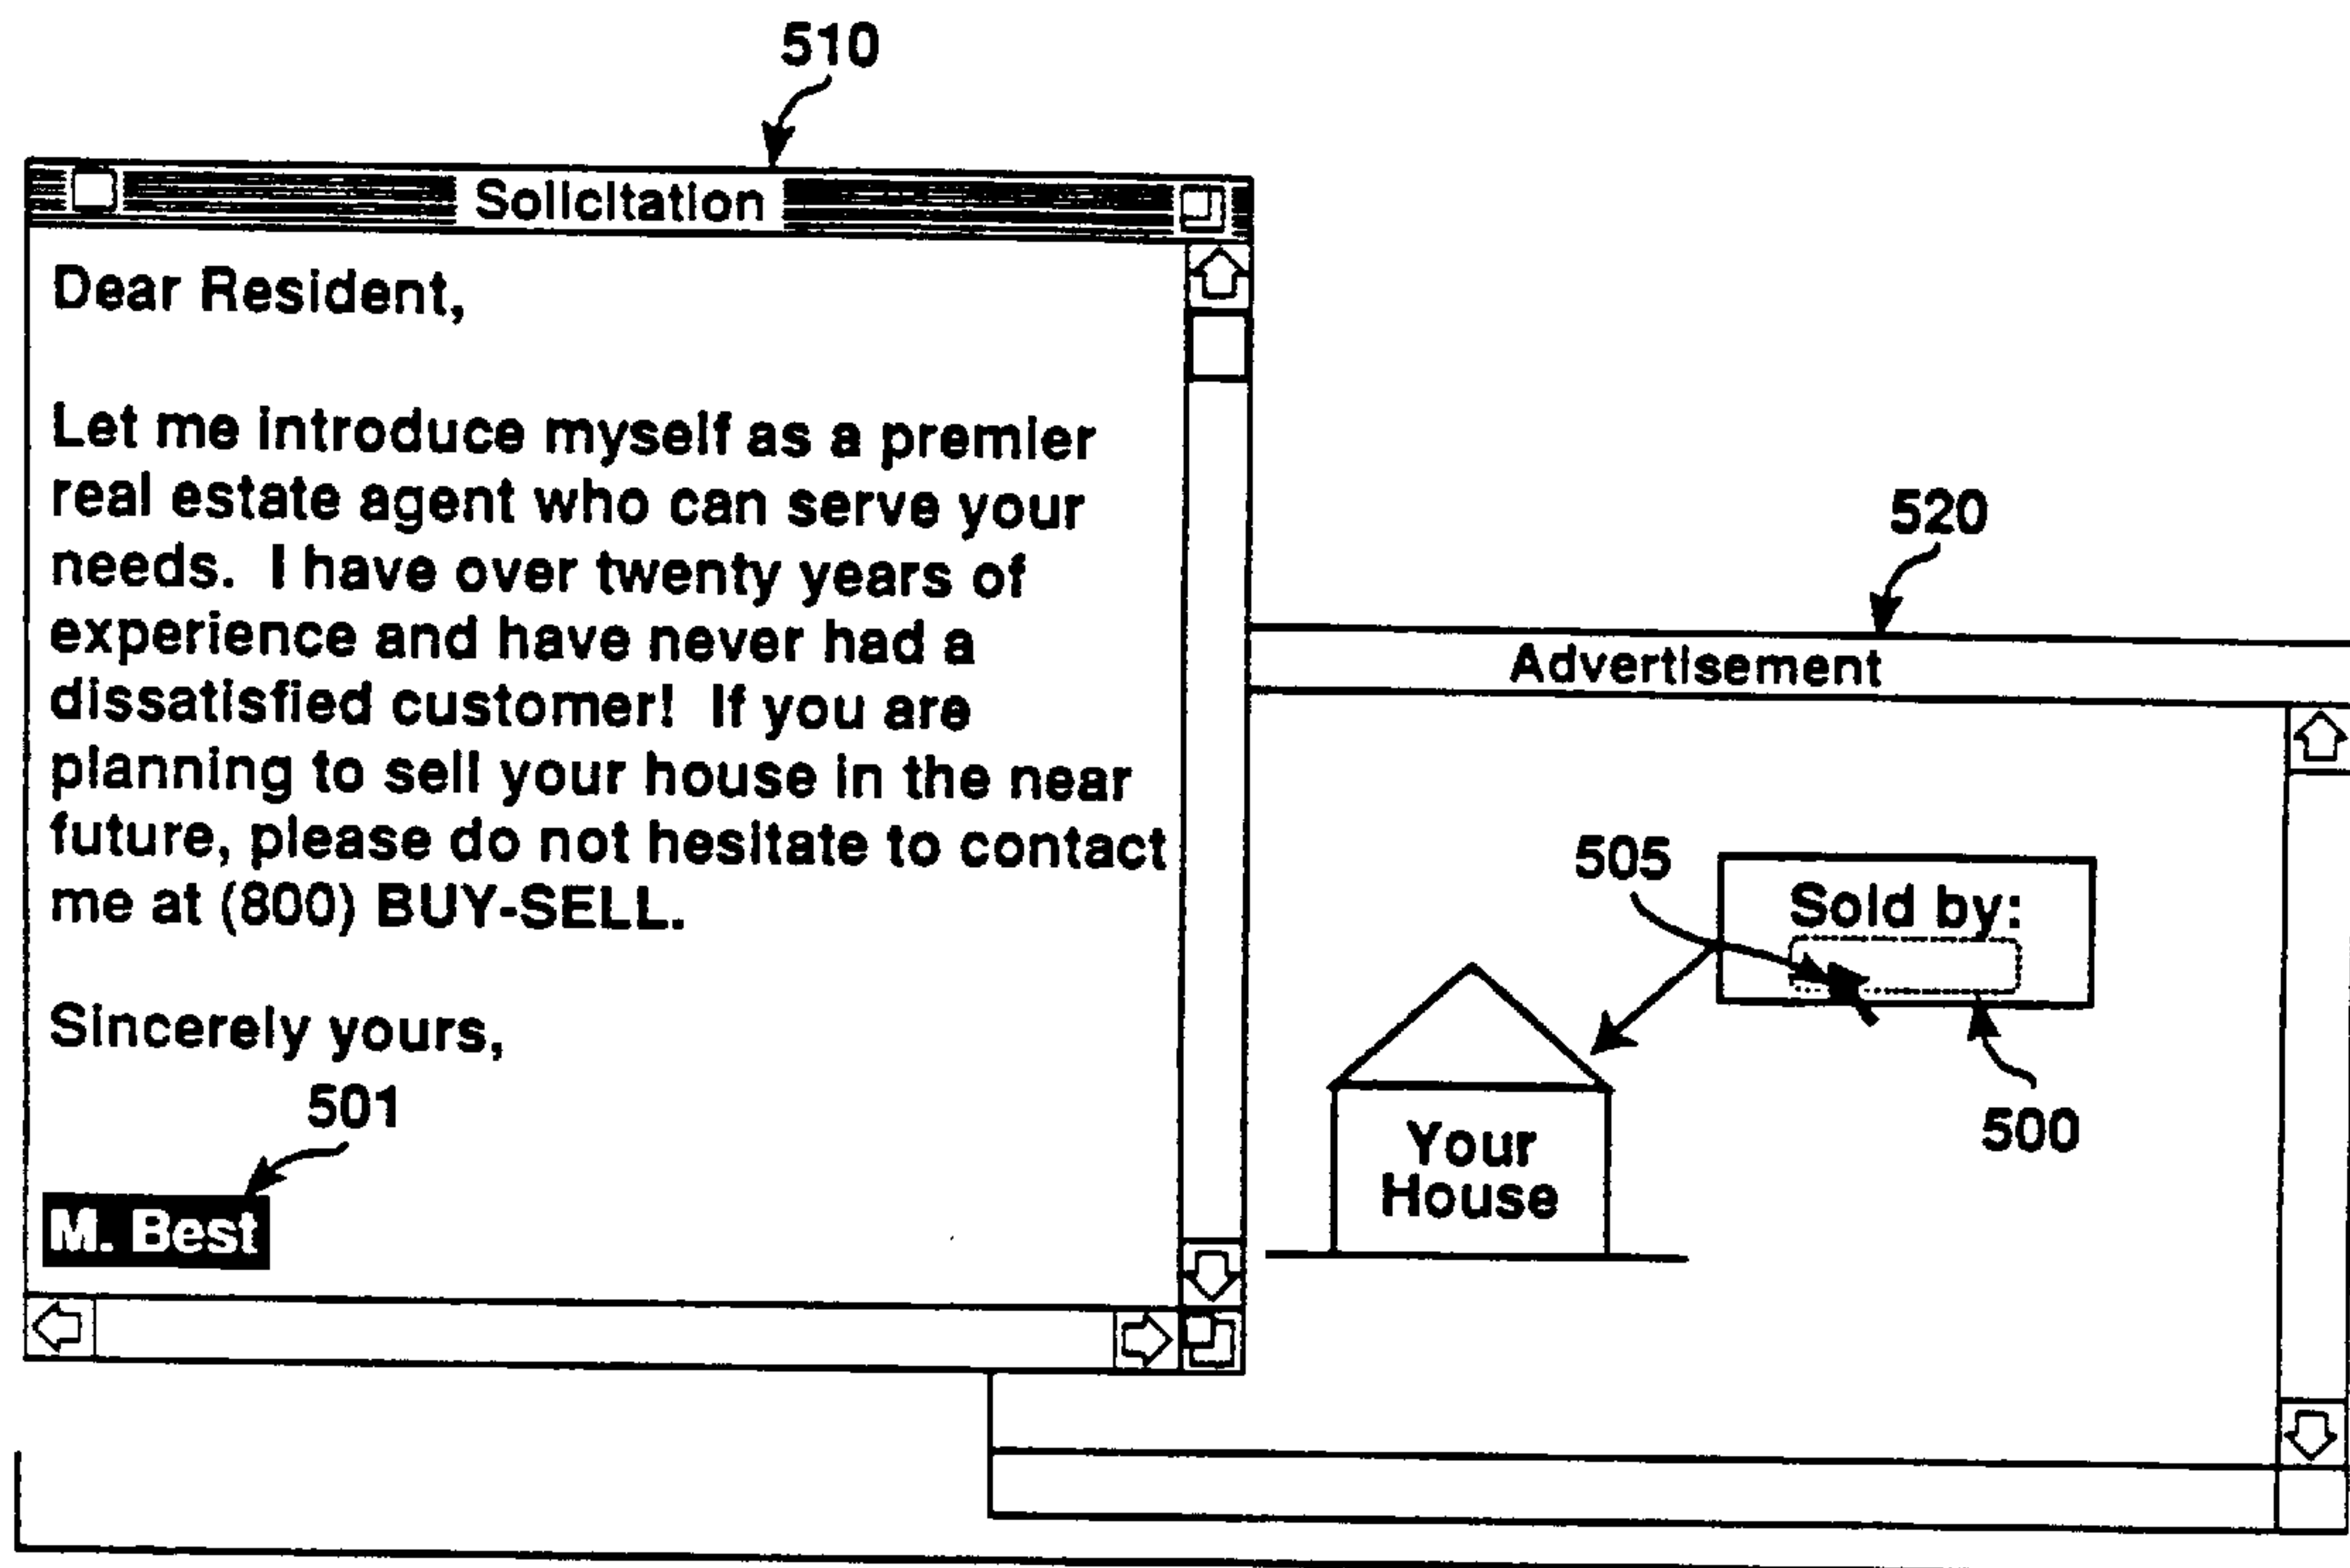 510
Solicitation
Dear Resident,
Let me introduce myself as a premier
real estate agent who can serve your
needs.  I have over twenty years of
experience and have never had a
dissatisfied customer!  If you are
planning to sell your house in the near
future, please do not hesitate to contact
me at (800) BUY-SELL.
Sincerely yours,
501
M. Best
520
Advertisement
505
Sold by:
500
Your
House